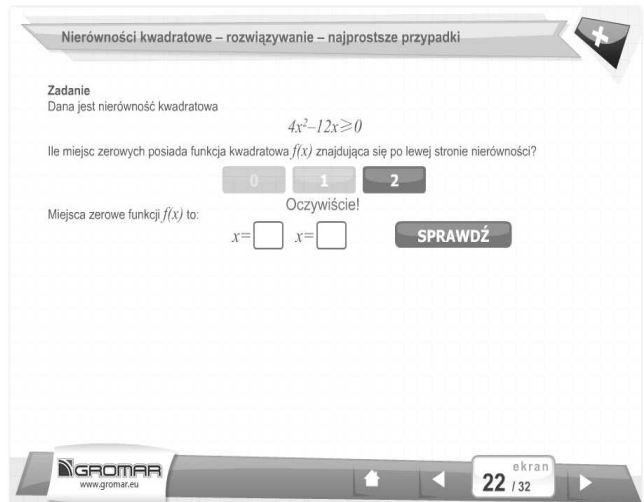 Nierówności kwadratowe – rozwiązywanie – najprostsze przypadki
Zadanie
Dana jest nierówność kwadratowa
4x²–12x⩾0
Ile miejsc zerowych posiada funkcja kwadratowa f(x) znajdująca się po lewej stronie nierówności?
0 1 2
Oczywiście!
Miejsca zerowe funkcji f(x) to:
x= x= SPRAWDŹ
GROMAR
www.gromar.eu
ekran
22 / 32